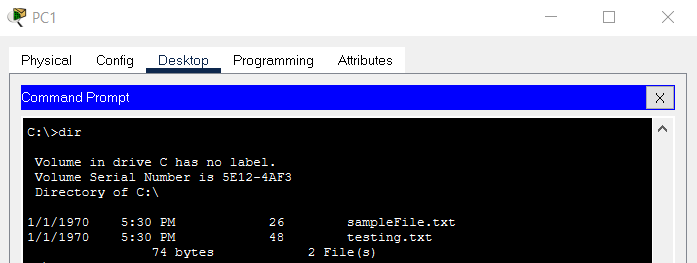 PC1
Physical Config Desktop Programming Attributes
Command Prompt X
C:\>dir
Volume in drive C has no label.
Volume Serial Number is 5E12-4AF3
Directory of C:\
1/1/1970 5:30 PM 26 sampleFile.txt
1/1/1970 5:30 PM 48 testing.txt
74 bytes 2 File(s)